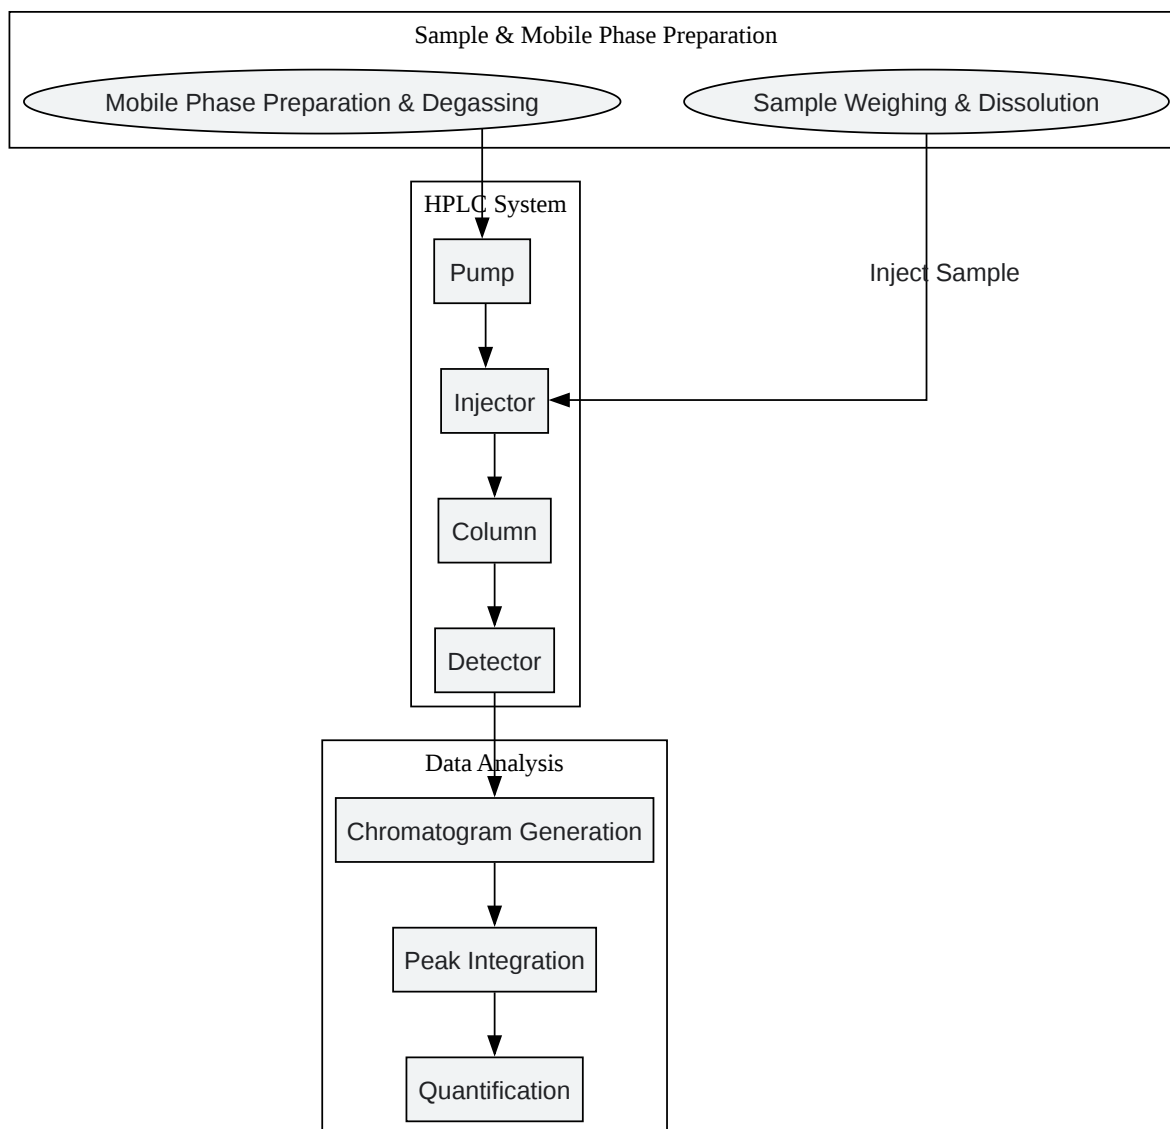 Sample & Mobile Phase Preparation
Mobile Phase Preparation & Degassing
Sample Weighing & Dissolution
HPLC System
Pump
Inject Sample
Injector
Column
Detector
Data Analysis
Chromatogram Generation
Peak Integration
Quantification